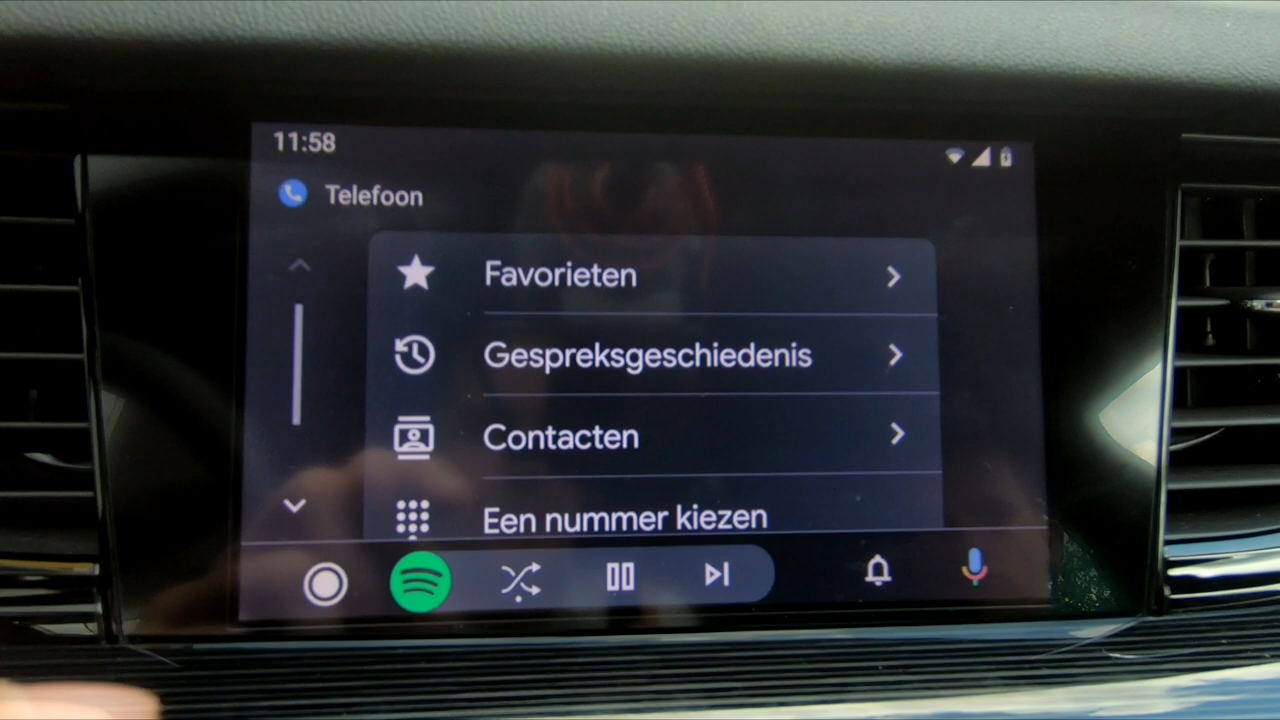 11:58
Telefoon
Favorieten
Gespreksgeschiedenis
Contacten
Een nummer kiezen